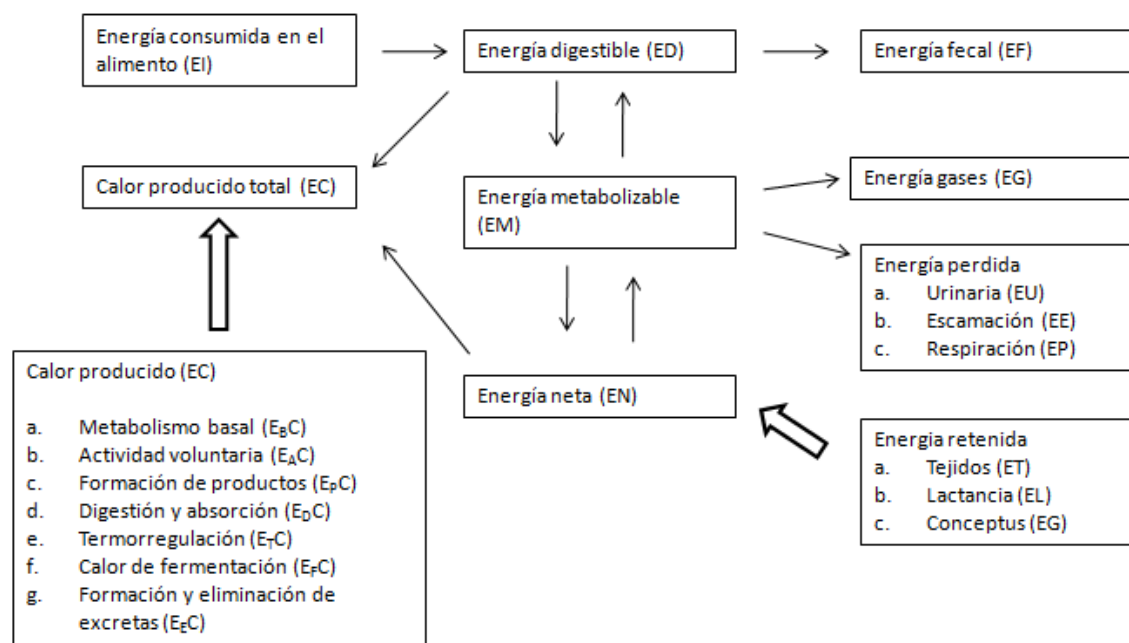 Energía consumida en el
alimento (EI)
Energía digestible (ED)
Energía fecal (EF)
Calor producido total (EC)
Energía metabolizable
(EM)
Energía gases (EG)
Energía perdida
a. Urinaria (EU)
b. Escamación (EE)
c. Respiración (EP)
Calor producido (EC)
a. Metabolismo basal (EBC)
b. Actividad voluntaria (EAC)
c. Formación de productos (EPC)
d. Digestión y absorción (EDC)
e. Termorregulación (ETC)
f. Calor de fermentación (EFC)
g. Formación y eliminación de
excretas (EEC)
Energía neta (EN)
Energia retenida
a. Tejidos (ET)
b. Lactancia (EL)
c. Conceptus (EG)